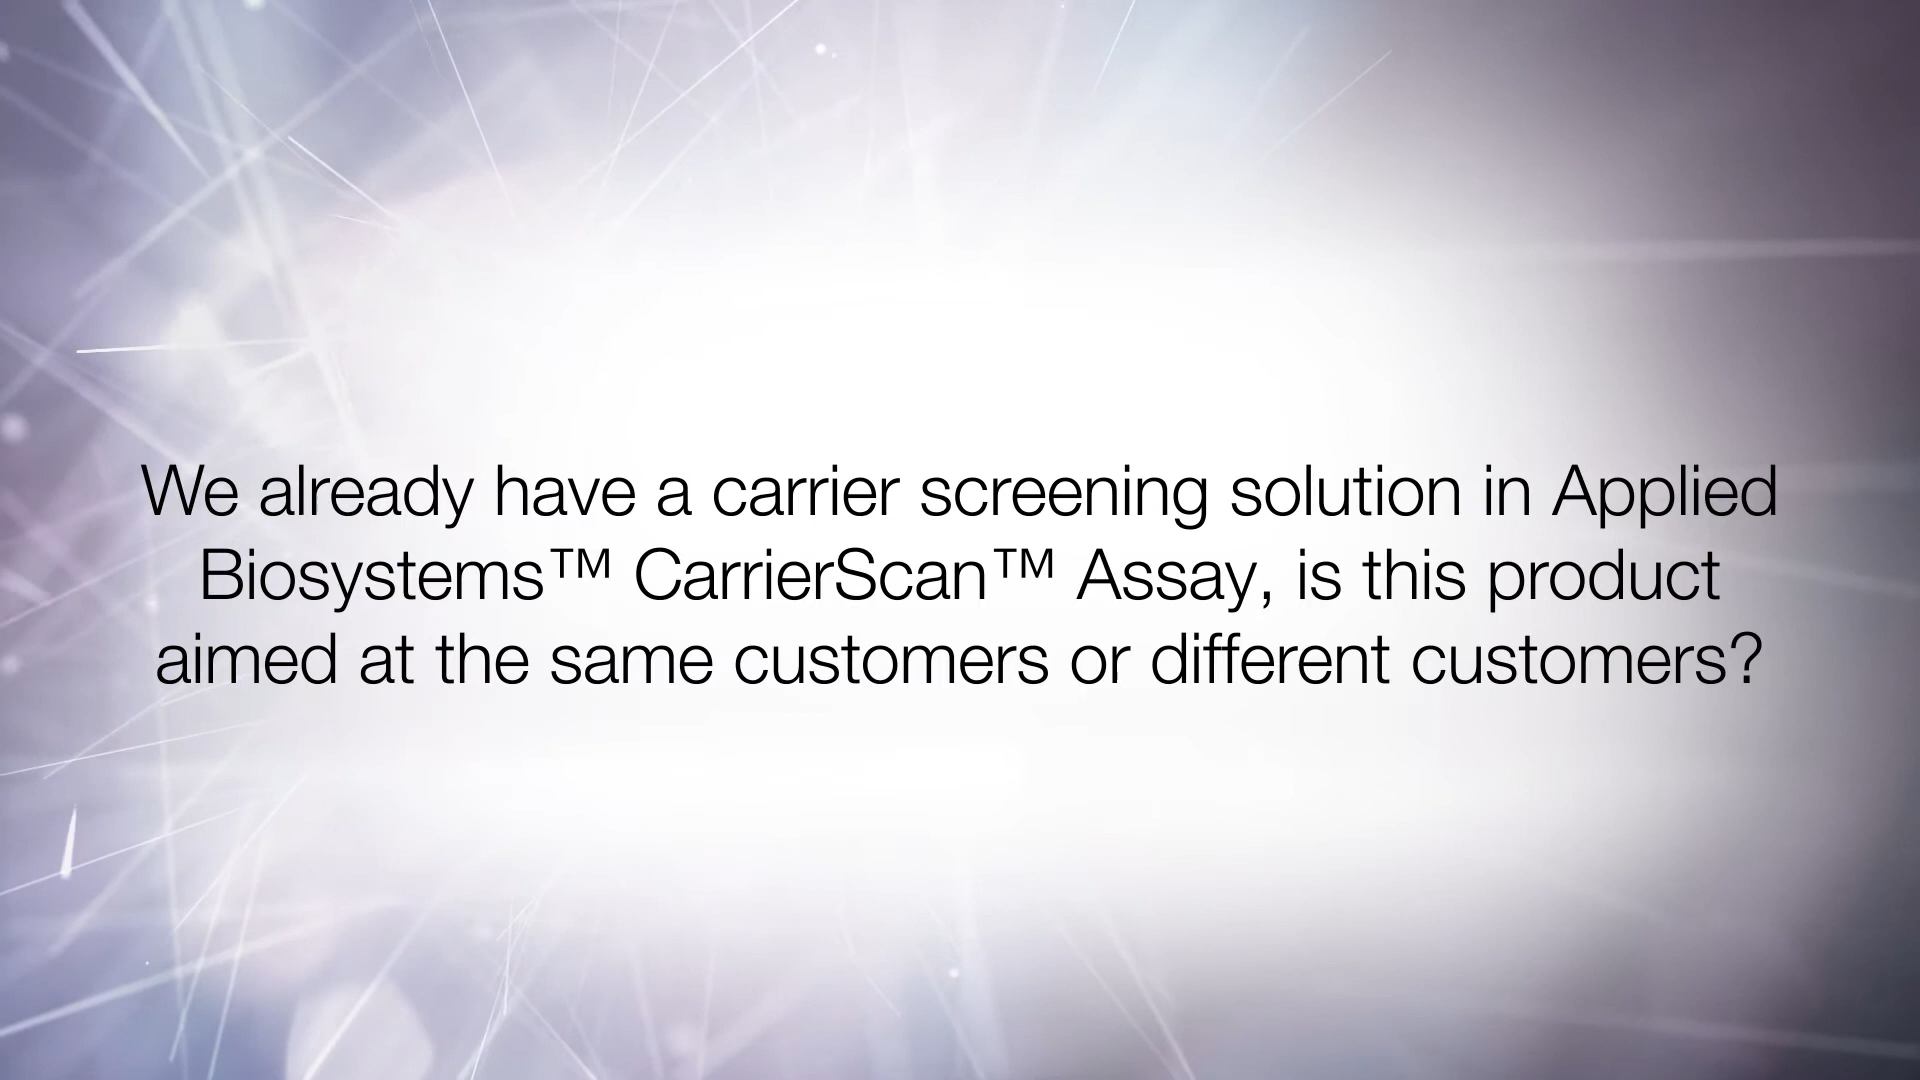 We already have a carrier screening solution in Applied
Biosystems™ CarrierScan™ Assay, is this product
aimed at the same customers or different customers?